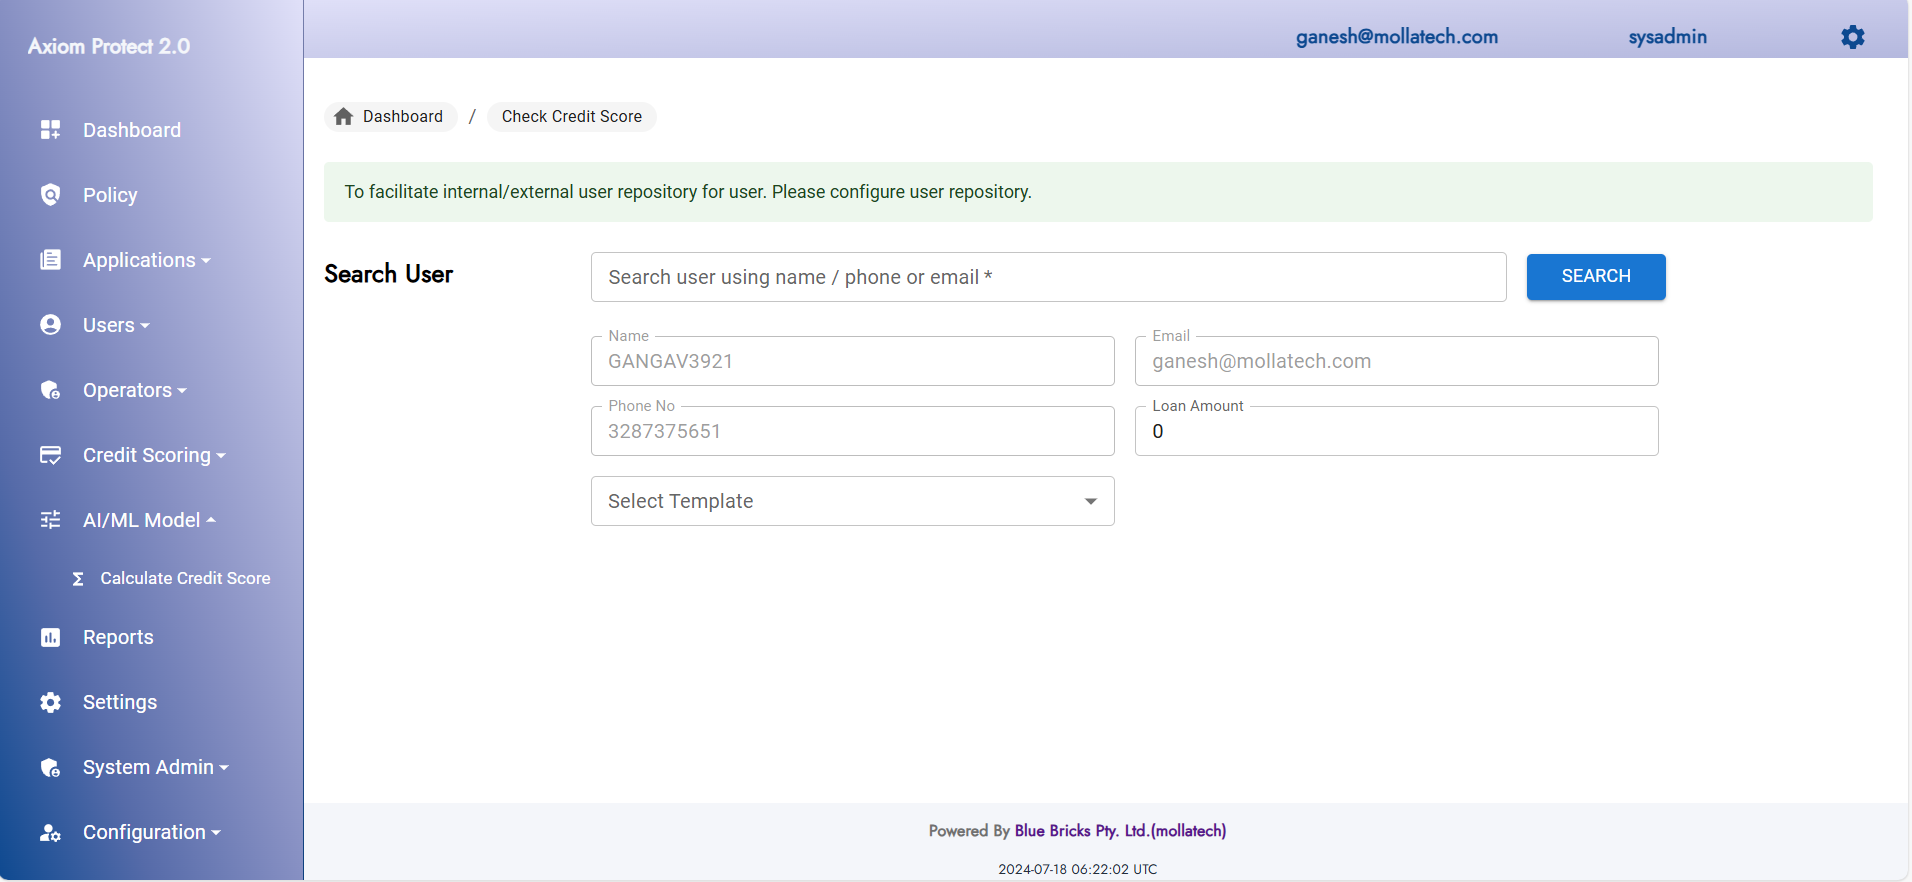 Axiom Protect 2.0
ganesh@mollatech.com
sysadmin
Dashboard
Policy
Applications
Users
Operators
Credit Scoring
AI/ML Model
Calculate Credit Score
Reports
Settings
System Admin
Configuration
Dashboard / Check Credit Score
To facilitate internal/external user repository for user. Please configure user repository.
Search User
Search user using name / phone or email *
SEARCH
Name
GANGAV3921
Email
ganesh@mollatech.com
Phone No
3287375651
Loan Amount
0
Select Template
Powered By Blue Bricks Pty. Ltd.(mollatech)
2024-07-18 06:22:02 UTC